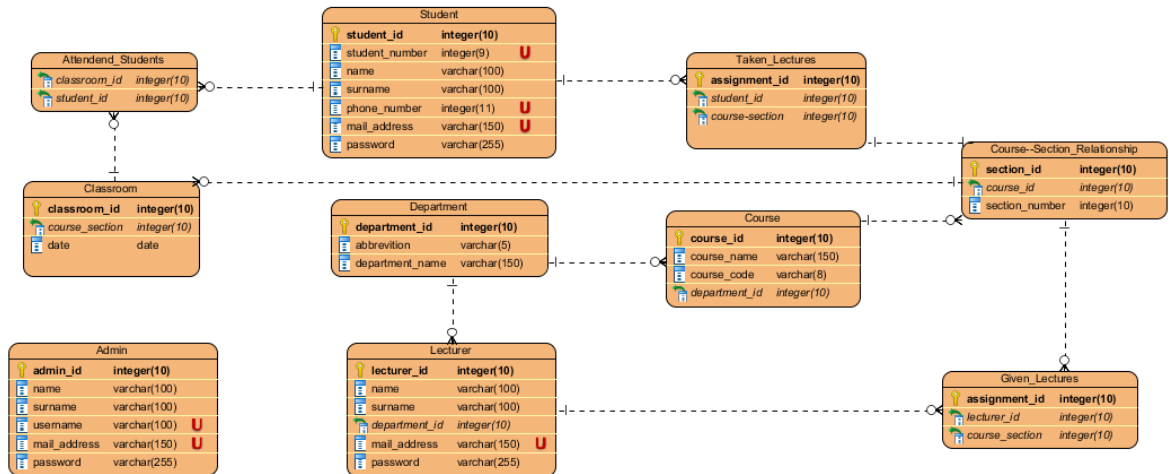 Student
student_id integer(10)
student_number integer(9) U
name varchar(100)
surname varchar(100)
phone_number integer(11) U
mail_address varchar(150) U
password varchar(255)
Attendend_Students
classroom_id integer(10)
student_id integer(10)
Taken_Lectures
assignment_id integer(10)
student_id integer(10)
course-section integer(10)
Course--Section_Relationship
section_id integer(10)
course_id integer(10)
section_number integer(10)
Classroom
classroom_id integer(10)
course_section integer(10)
date date
Department
department_id integer(10)
abbrevition varchar(5)
department_name varchar(150)
Course
course_id integer(10)
course_name varchar(150)
course_code varchar(8)
department_id integer(10)
Admin
admin_id integer(10)
name varchar(100)
surname varchar(100)
username varchar(100) U
mail_address varchar(150) U
password varchar(255)
Lecturer
lecturer_id integer(10)
name varchar(100)
surname varchar(100)
department_id integer(10)
mail_address varchar(150) U
password varchar(255)
Given_Lectures
assignment_id integer(10)
lecturer_id integer(10)
course_section integer(10)